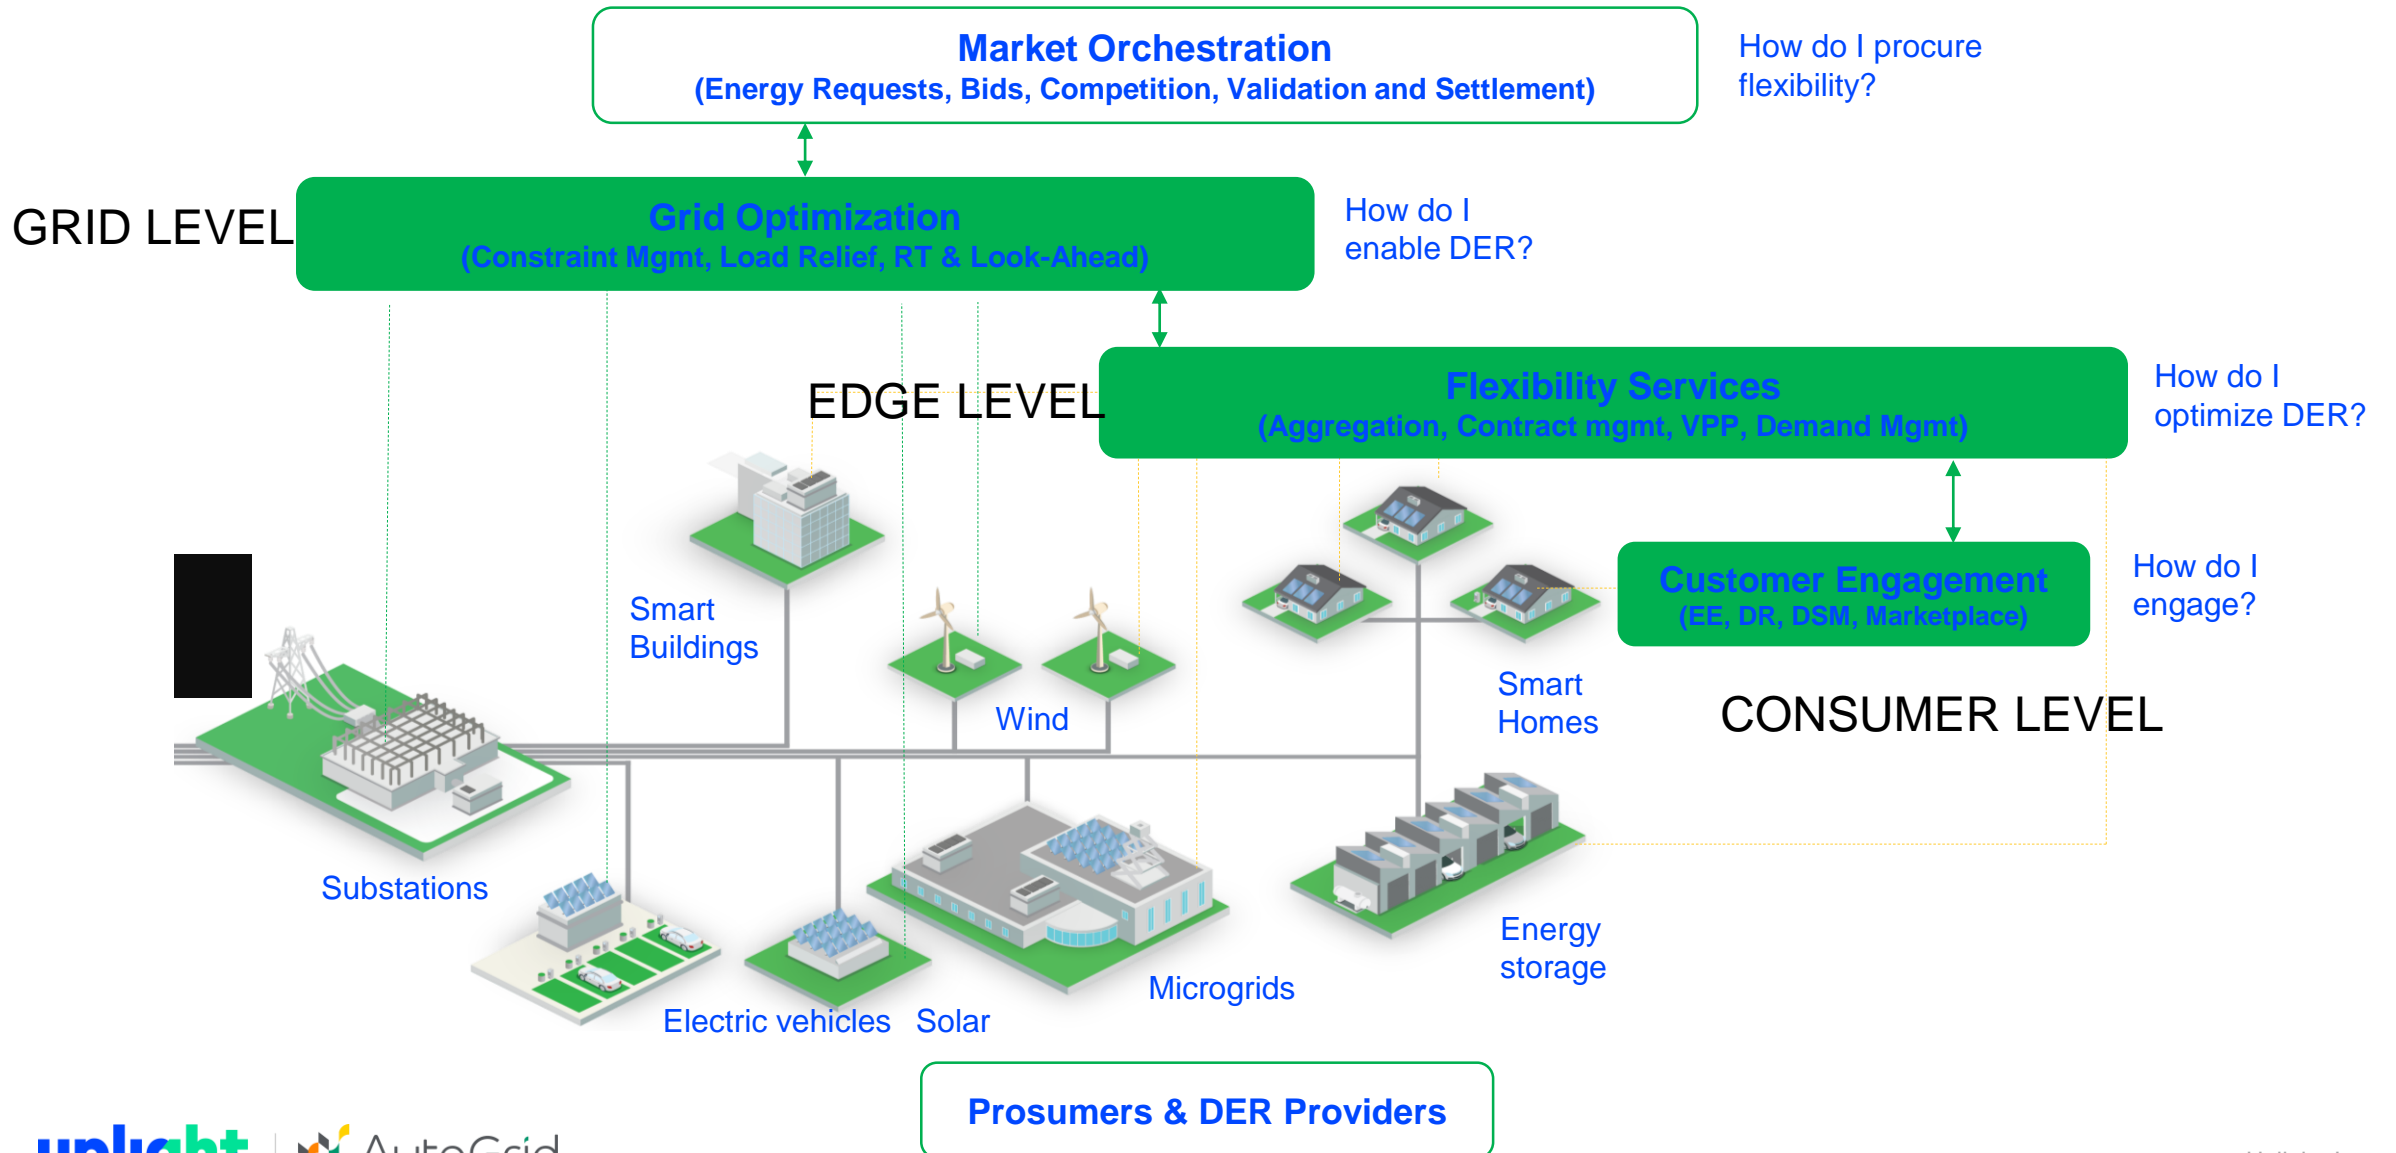 Market Orchestration
(Energy Requests, Bids, Competition, Validation and Settlement)
How do I procure
flexibility?
GRID LEVEL
Grid Optimization
(Constraint Mgmt, Load Relief, RT & Look-Ahead)
How do I
enable DER?
EDGE LEVEL
Flexibility Services
(Aggregation, Contract mgmt, VPP, Demand Mgmt)
How do I
optimize DER?
Customer Engagement
(EE, DR, DSM, Marketplace)
How do I
engage?
Smart
Buildings
Wind
Smart
Homes
CONSUMER LEVEL
Substations
Energy
storage
Microgrids
Electric vehicles
Solar
Prosumers & DER Providers
uplight
AutoGrid